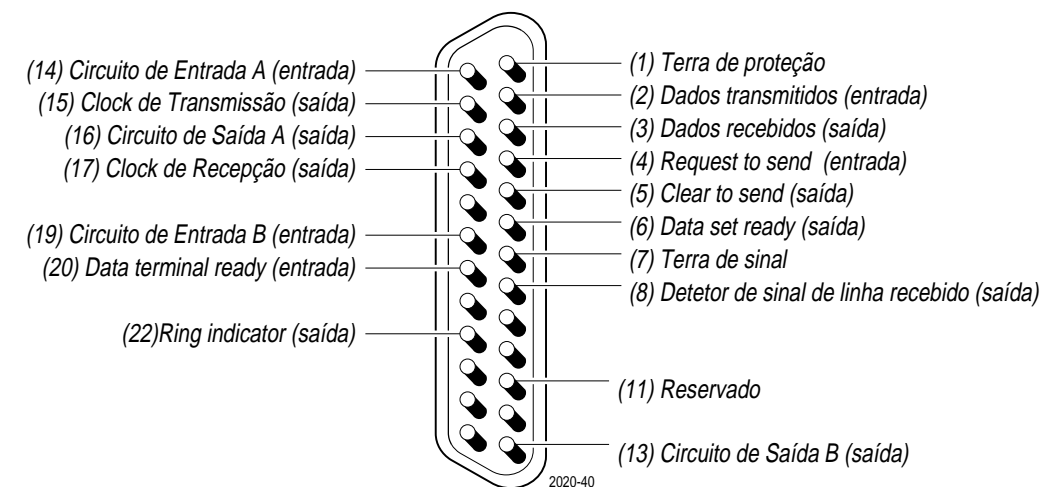 (14) Circuito de Entrada A (entrada)
(15) Clock de Transmissão (saída)
(16) Circuito de Saída A (saída)
(17) Clock de Recepção (saída)
(19) Circuito de Entrada B (entrada)
(20) Data terminal ready (entrada)
(22)Ring indicator (saída)
(1) Terra de proteção
(2) Dados transmitidos (entrada)
(3) Dados recebidos (saída)
(4) Request to send (entrada)
(5) Clear to send (saída)
(6) Data set ready (saída)
(7) Terra de sinal
(8) Detetor de sinal de linha recebido (saída)
(11) Reservado
(13) Circuito de Saída B (saída)
2020-40